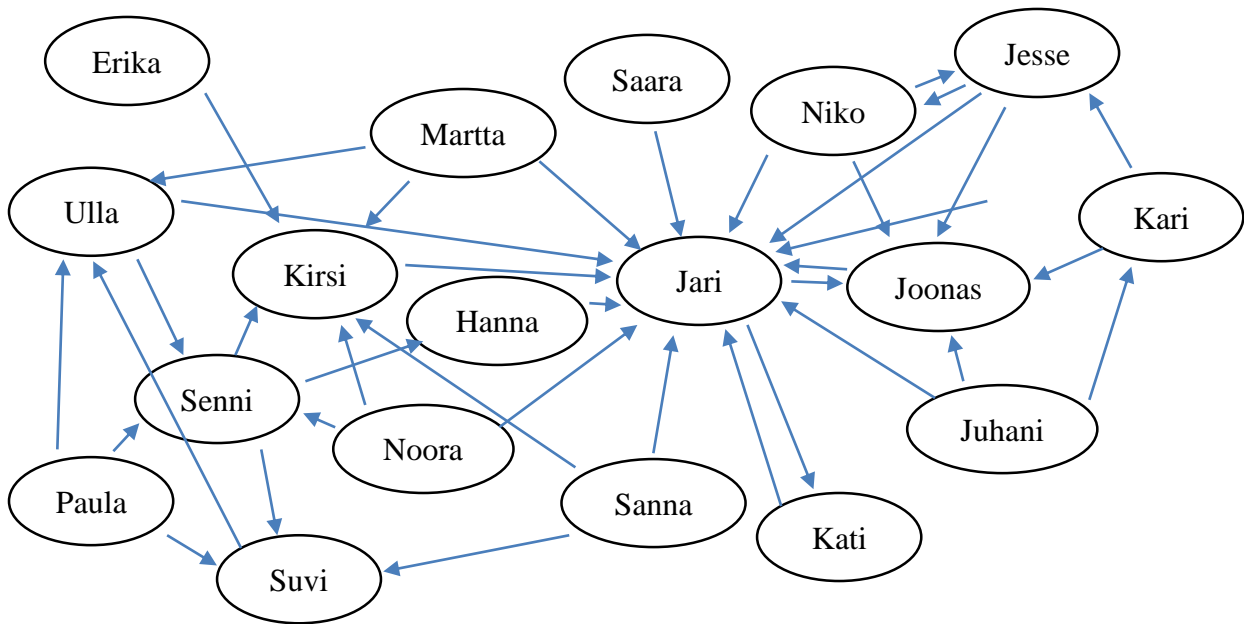 Erika
Martta
Saara
Niko
Jesse
Ulla
Kirsi
Hanna
Jari
Joonas
Kari
Senni
Noora
Juhani
Paula
Sanna
Kati
Suvi